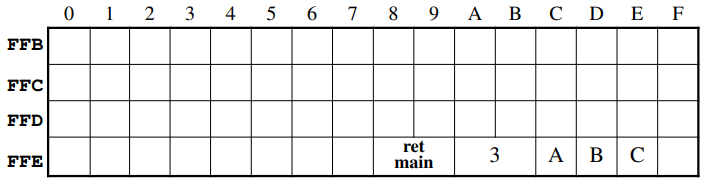 0 1 2 3 4 5 6 7 8 9 A B C D E F
FFB
FFC
FFD
FFE ret main 3 A B C